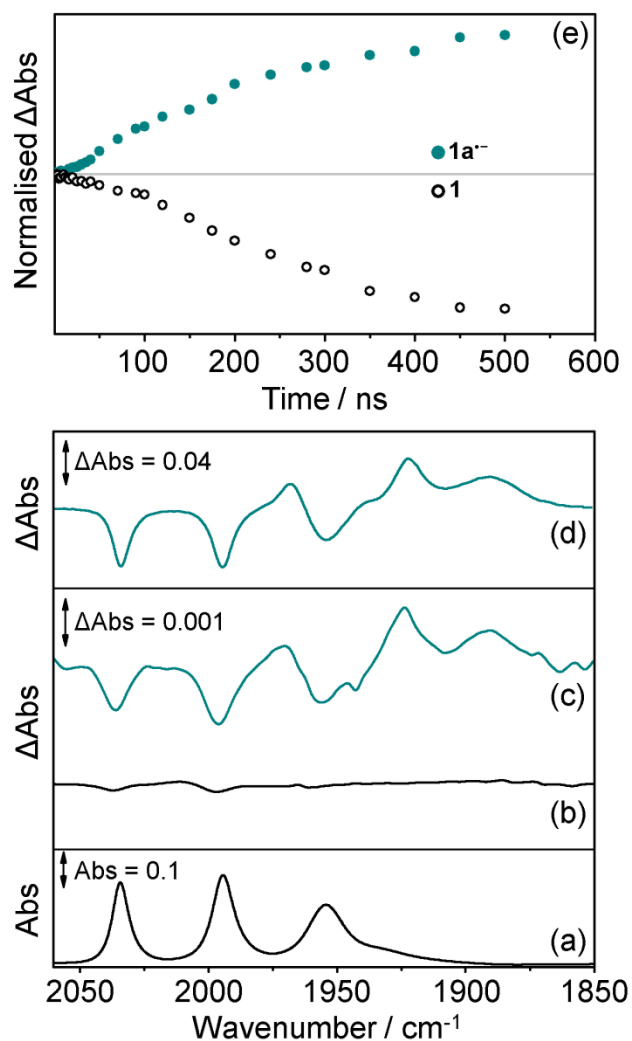 Normalised ΔAbs
(e)
1a•−
1
100 200 300 400 500 600
Time / ns
ΔAbs
ΔAbs = 0.04
(d)
ΔAbs
ΔAbs = 0.001
(c)
(b)
Abs
Abs = 0.1
(a)
2050 2000 1950 1900 1850
Wavenumber / cm⁻¹